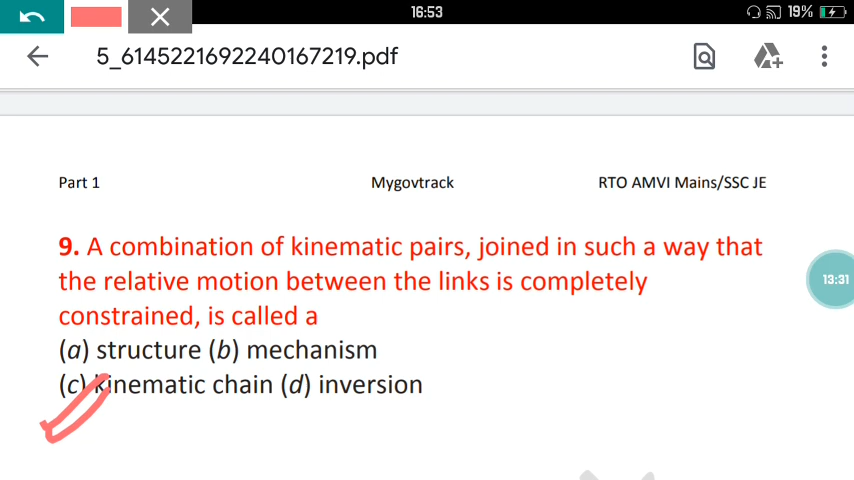 16:53
19%
5_6145221692240167219.pdf
Part 1 Mygovtrack RTO AMVI Mains/SSC JE
9. A combination of kinematic pairs, joined in such a way that
the relative motion between the links is completely
constrained, is called a
(a) structure (b) mechanism
(c) kinematic chain (d) inversion
13:31